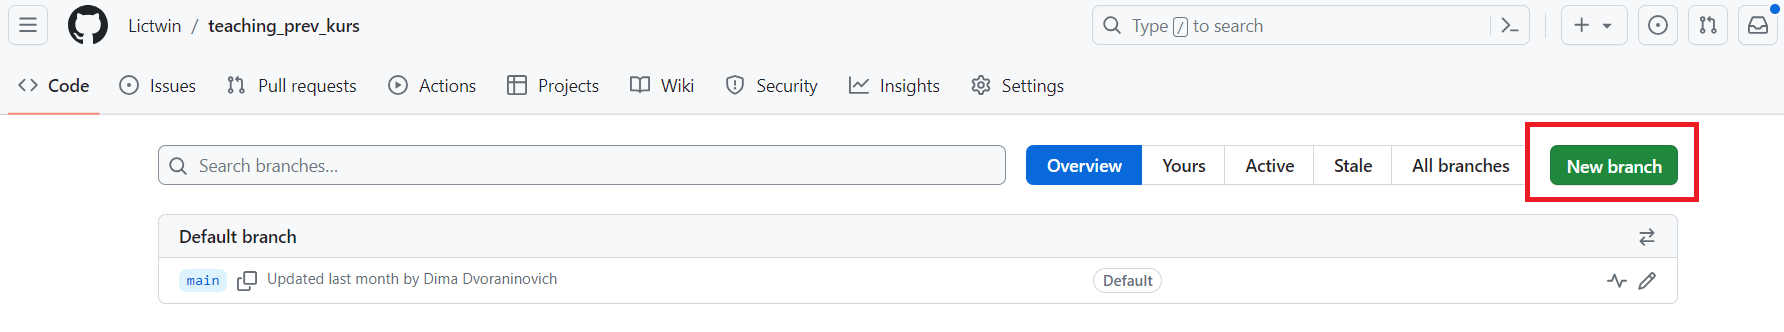 Lictwin / teaching_prev_kurs
Type / to search
Code Issues Pull requests Actions Projects Wiki Security Insights Settings
Search branches...
Overview Yours Active Stale All branches New branch
Default branch
main Updated last month by Dima Dvoraninovich Default